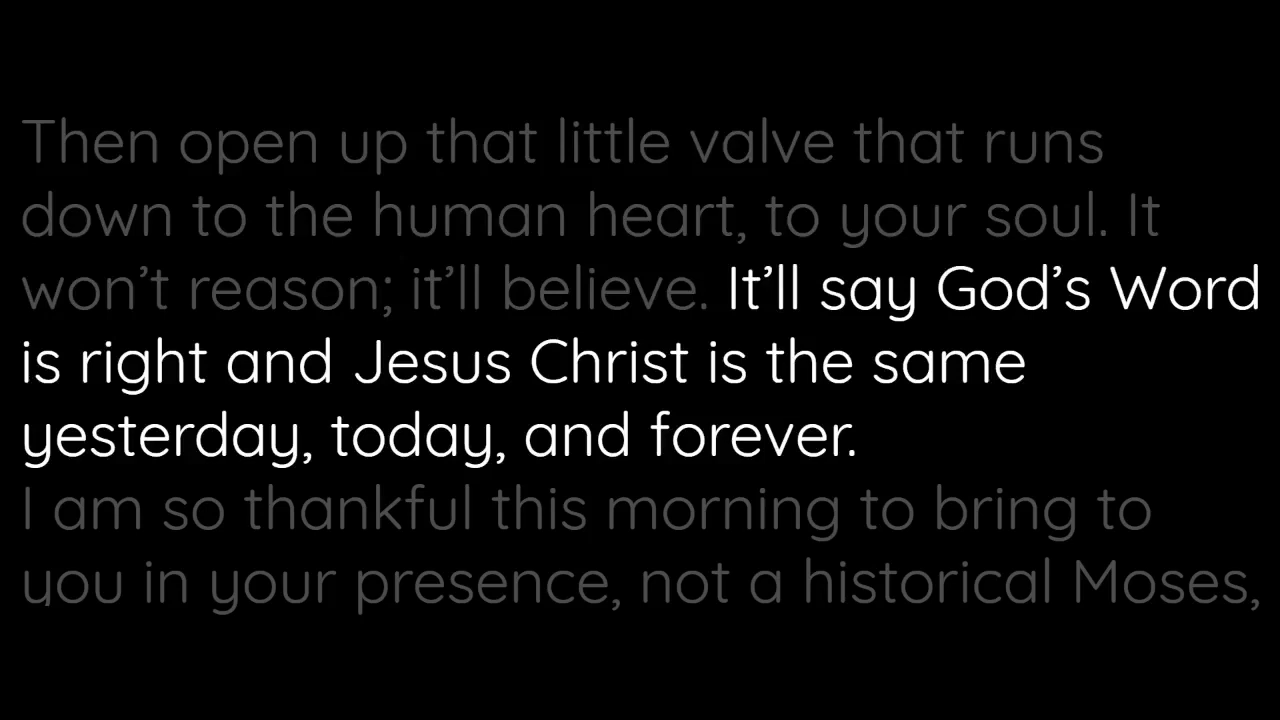 Then open up that little valve that runs
down to the human heart, to your soul. It
won’t reason; it’ll believe. It’ll say God’s Word
is right and Jesus Christ is the same
yesterday, today, and forever.
I am so thankful this morning to bring to
you in your presence, not a historical Moses,